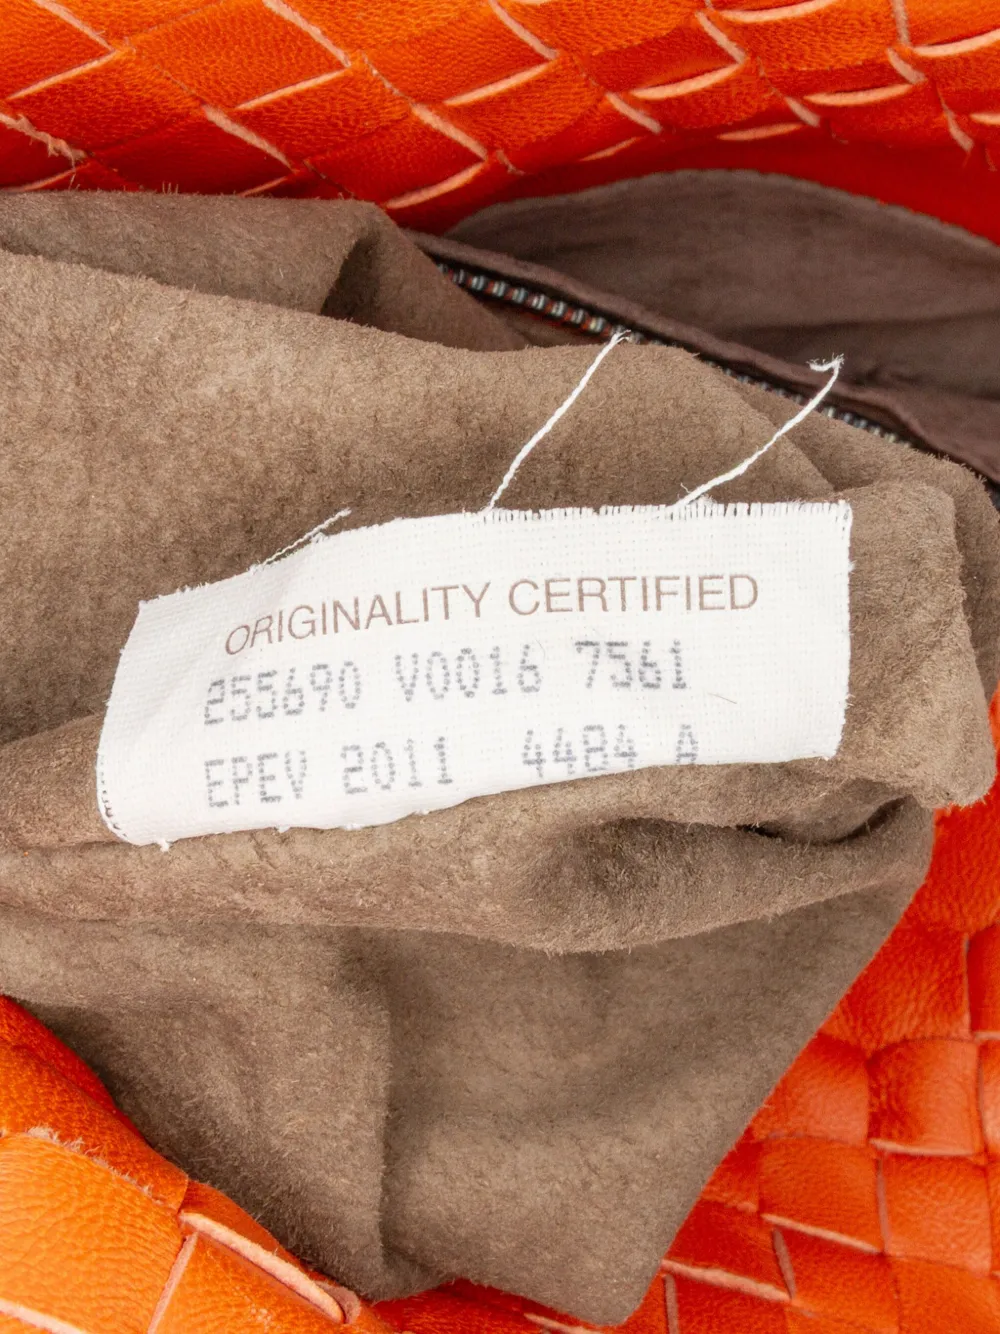 ORIGINALITY CERTIFIED
255690 V0016 7561
EPEV 2011 4484 A